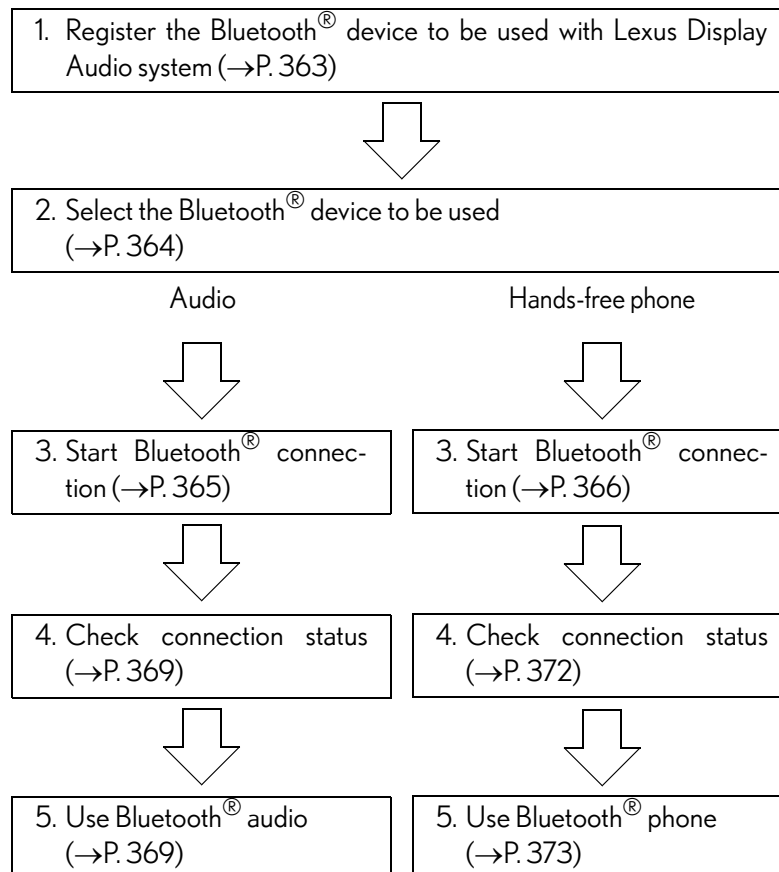 1. Register the Bluetooth® device to be used with Lexus Display
Audio system (→P. 363)
2. Select the Bluetooth® device to be used
(→P. 364)
Audio
Hands-free phone
3. Start Bluetooth® connec-
tion (→P. 365)
3. Start Bluetooth® connec-
tion (→P. 366)
4. Check connection status
(→P. 369)
4. Check connection status
(→P. 372)
5. Use Bluetooth® audio
(→P. 369)
5. Use Bluetooth® phone
(→P. 373)